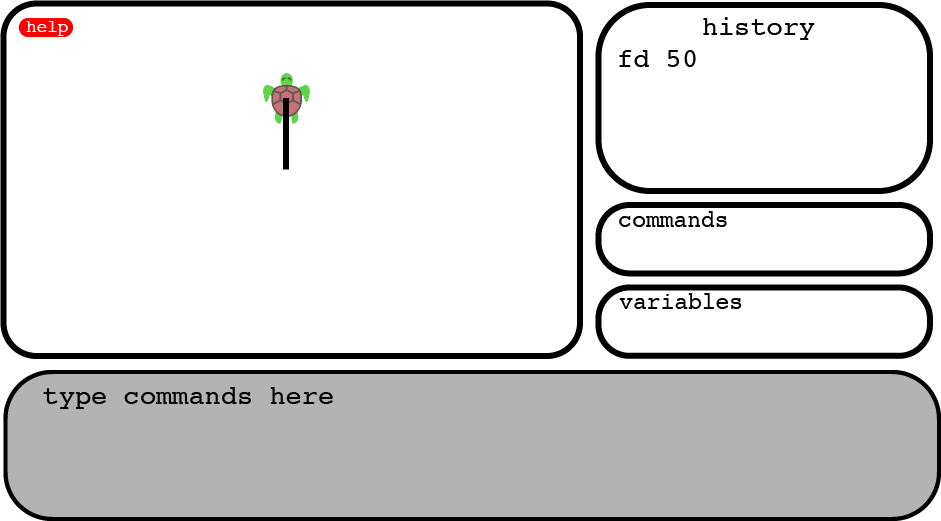 help
history
fd 50
commands
variables
type commands here